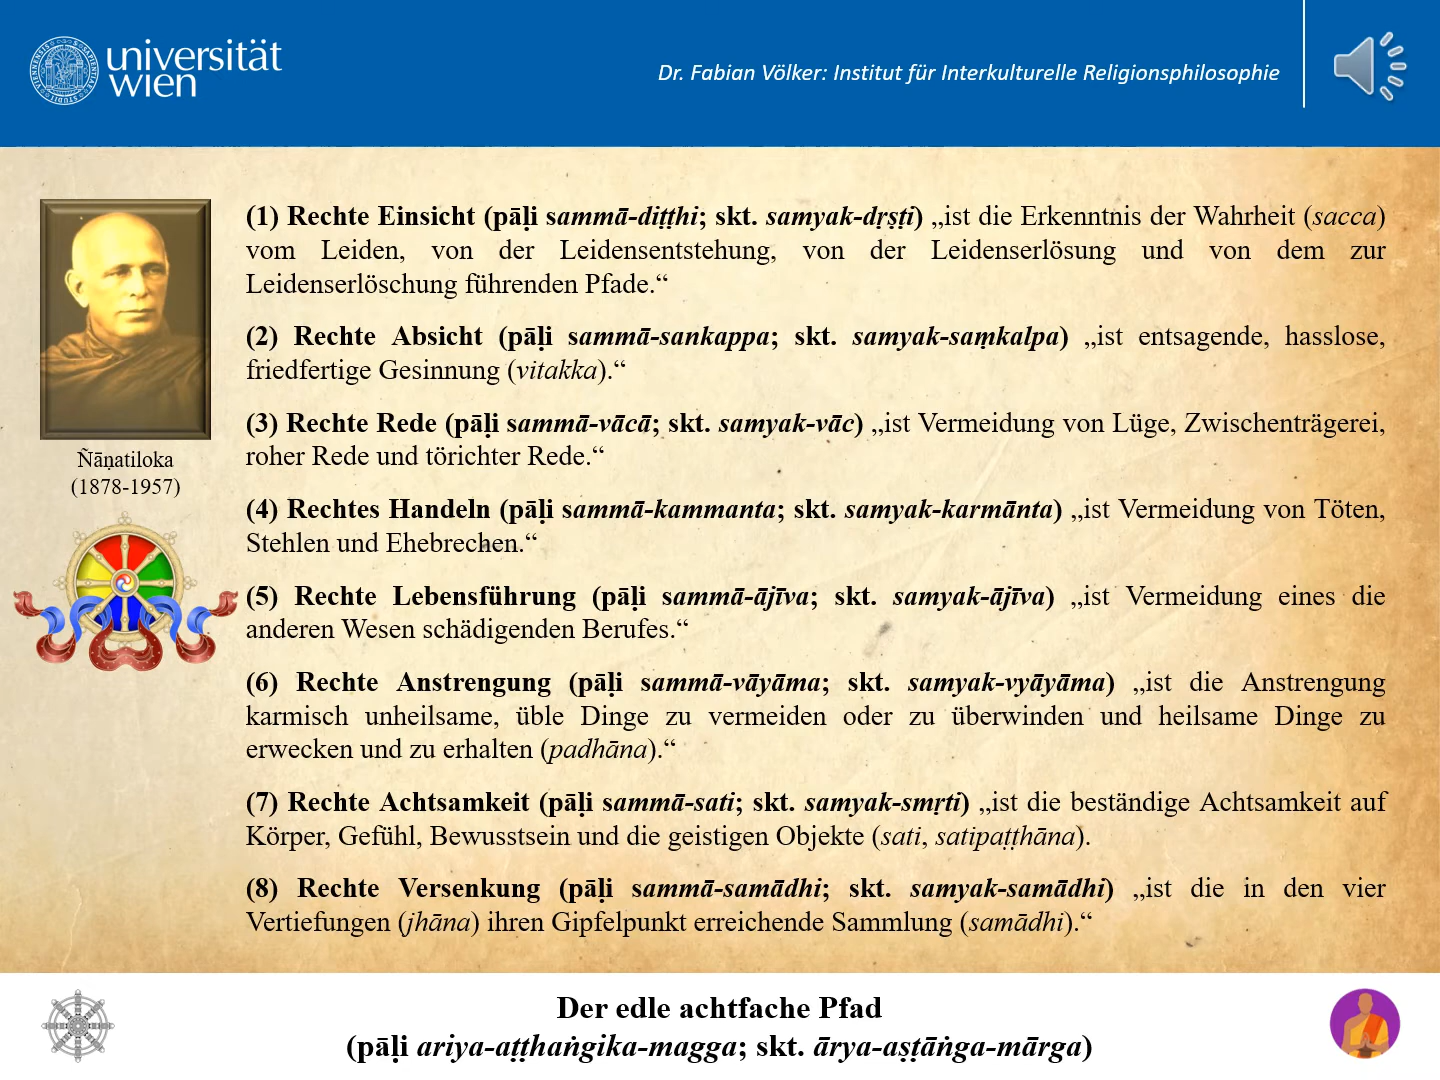 universität
wien
Dr. Fabian Völker: Institut für Interkulturelle Religionsphilosophie
(1) Rechte Einsicht (pāḷi sammā-diṭṭhi; skt. samyak-dṛṣṭi) „ist die Erkenntnis der Wahrheit (sacca)
vom Leiden, von der Leidensentstehung, von der Leidenserlösung und von dem zur
Leidenserlöschung führenden Pfade.“
(2) Rechte Absicht (pāḷi sammā-sankappa; skt. samyak-saṃkalpa) „ist entsagende, hasslose,
friedfertige Gesinnung (vitakka).“
(3) Rechte Rede (pāḷi sammā-vācā; skt. samyak-vāc) „ist Vermeidung von Lüge, Zwischenträgerei,
roher Rede und törichter Rede.“
(4) Rechtes Handeln (pāḷi sammā-kammanta; skt. samyak-karmānta) „ist Vermeidung von Töten,
Stehlen und Ehebrechen.“
(5) Rechte Lebensführung (pāḷi sammā-ājīva; skt. samyak-ājīva) „ist Vermeidung eines die
anderen Wesen schädigenden Berufes.“
(6) Rechte Anstrengung (pāḷi sammā-vāyāma; skt. samyak-vyāyāma) „ist die Anstrengung
karmisch unheilsame, üble Dinge zu vermeiden oder zu überwinden und heilsame Dinge zu
erwecken und zu erhalten (padhāna).“
(7) Rechte Achtsamkeit (pāḷi sammā-sati; skt. samyak-smṛti) „ist die beständige Achtsamkeit auf
Körper, Gefühl, Bewusstsein und die geistigen Objekte (sati, satipaṭṭhāna).
(8) Rechte Versenkung (pāḷi sammā-samādhi; skt. samyak-samādhi) „ist die in den vier
Vertiefungen (jhāna) ihren Gipfelpunkt erreichende Sammlung (samādhi).“
Ñāṇatiloka
(1878-1957)
Der edle achtfache Pfad
(pāḷi ariya-aṭṭhaṅgika-magga; skt. ārya-aṣṭāṅga-mārga)